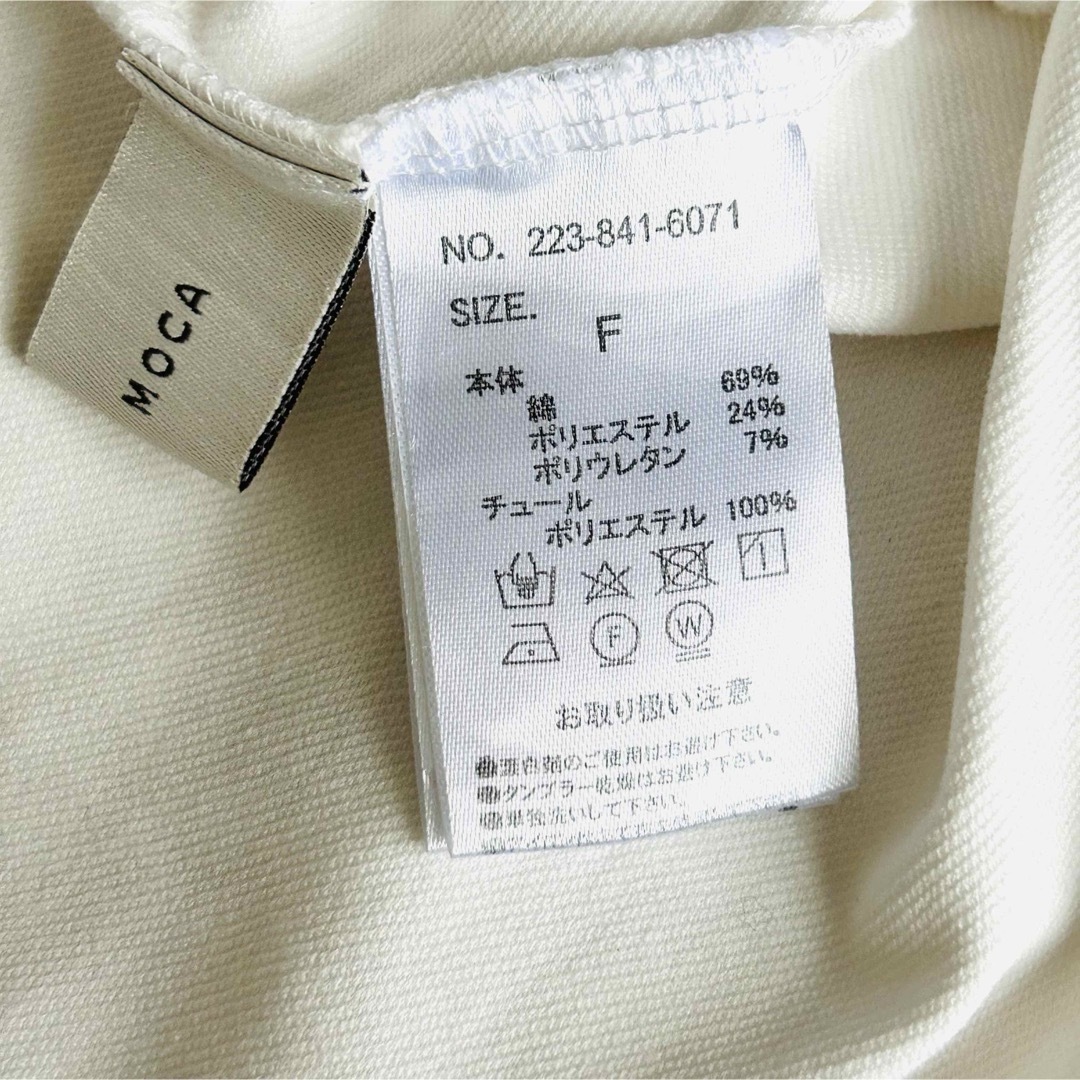 MOCA
NO. 223-841-6071
SIZE.
F
本体
綿 69%
ポリエステル 24%
ポリウレタン 7%
チュール
ポリエステル 100%
F W
お取り扱い注意
漂白剤のご使用はお避け下さい。
タンブラー乾燥はお避け下さい。
単独洗いして下さい。